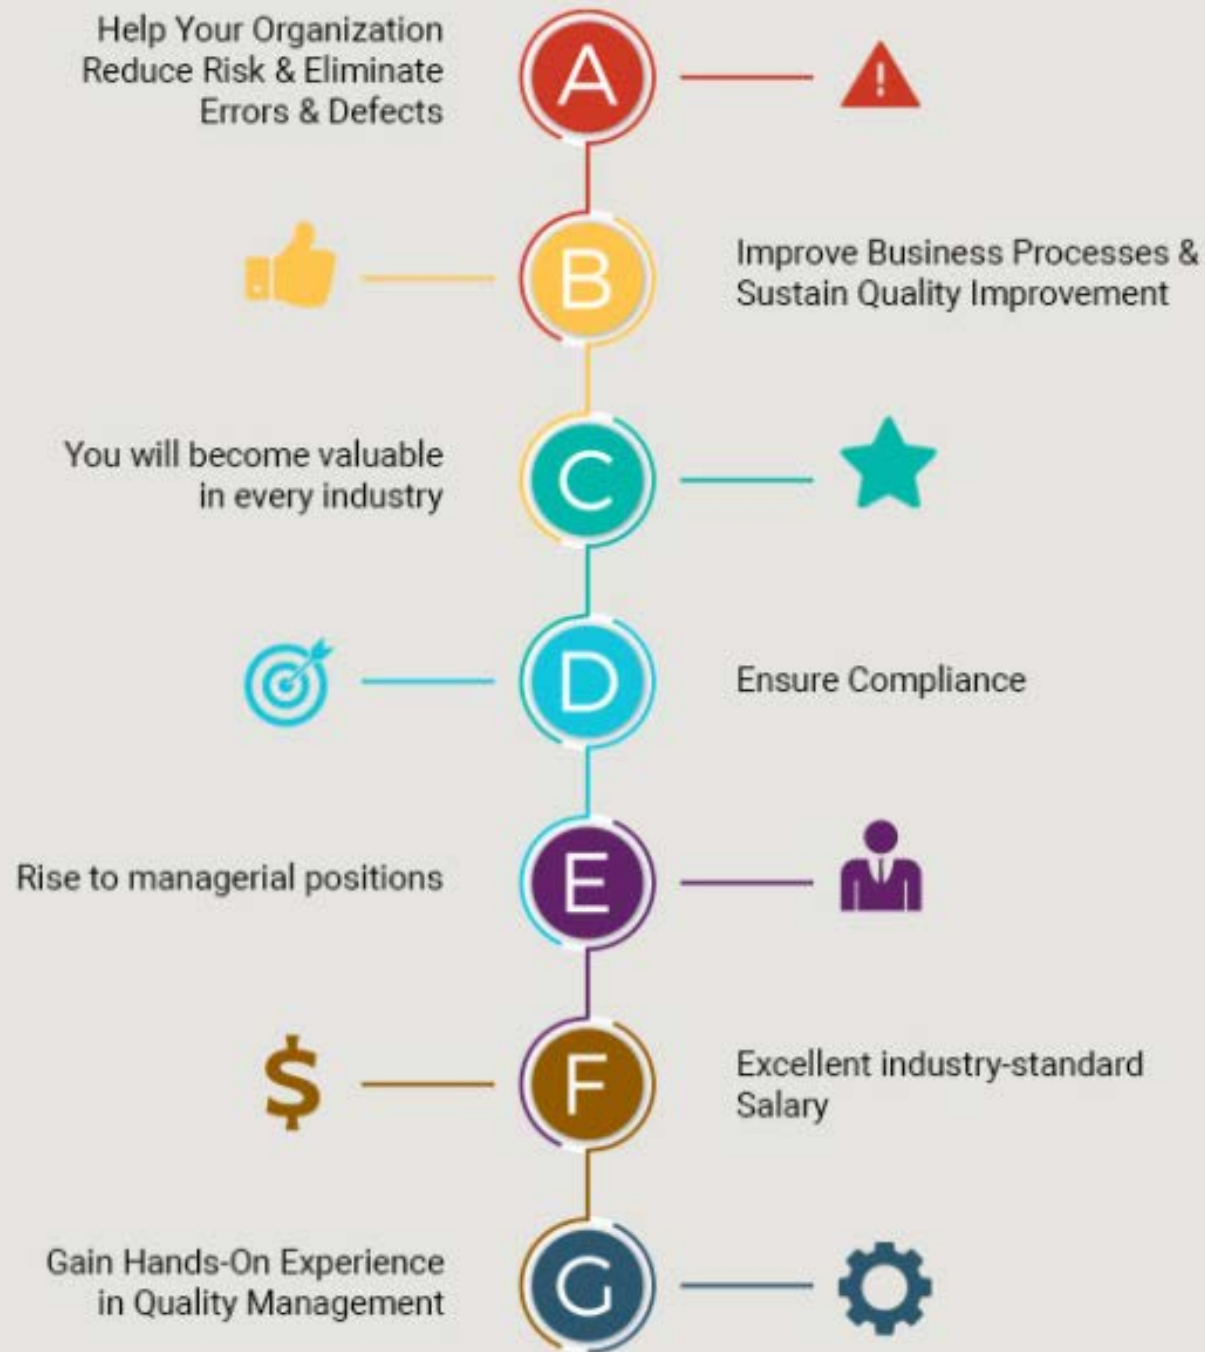 Help Your Organization
Reduce Risk & Eliminate
Errors & Defects
A
!
B
Improve Business Processes &
Sustain Quality Improvement
You will become valuable
in every industry
C
D
Ensure Compliance
Rise to managerial positions
E
$
F
Excellent industry-standard
Salary
Gain Hands-On Experience
in Quality Management
G